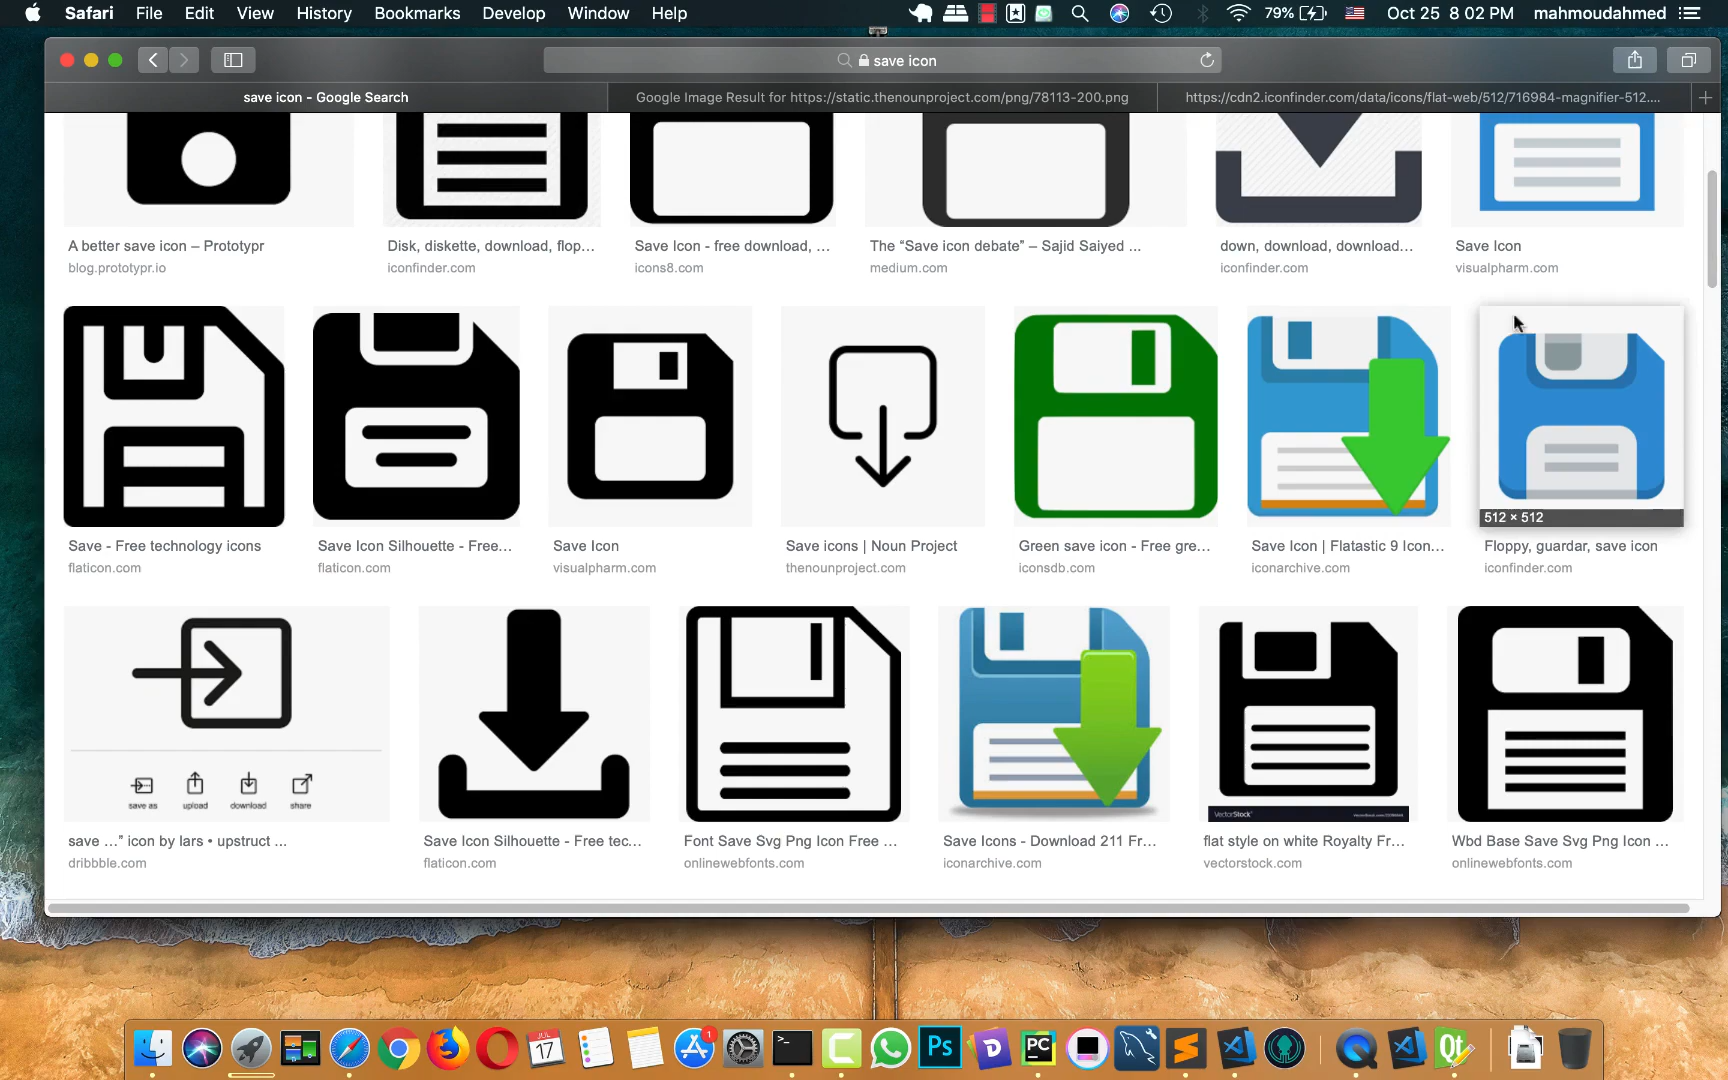 Safari File Edit View History Bookmarks Develop Window Help 79% Oct 25 8 02 PM mahmoudahmed
save icon
save icon - Google Search
Google Image Result for https://static.thenounproject.com/png/78113-200.png
https://cdn2.iconfinder.com/data/icons/flat-web/512/716984-magnifier-512....
A better save icon – Prototypr
blog.prototypr.io
Disk, diskette, download, flop...
iconfinder.com
Save Icon - free download, ...
icons8.com
The “Save icon debate” – Sajid Saiyed ...
medium.com
down, download, download...
iconfinder.com
Save Icon
visualpharm.com
512 × 512
Save - Free technology icons
flaticon.com
Save Icon Silhouette - Free...
flaticon.com
Save Icon
visualpharm.com
Save icons | Noun Project
thenounproject.com
Green save icon - Free gre...
iconsdb.com
Save Icon | Flatastic 9 Icon...
iconarchive.com
Floppy, guardar, save icon
iconfinder.com
save as upload download share
VectorStock
save ...” icon by lars • upstruct ...
dribbble.com
Save Icon Silhouette - Free tec...
flaticon.com
Font Save Svg Png Icon Free ...
onlinewebfonts.com
Save Icons - Download 211 Fr...
iconarchive.com
flat style on white Royalty Fr...
vectorstock.com
Wbd Base Save Svg Png Icon ...
onlinewebfonts.com
JUL
17
1
Ps
D
PC
Qt